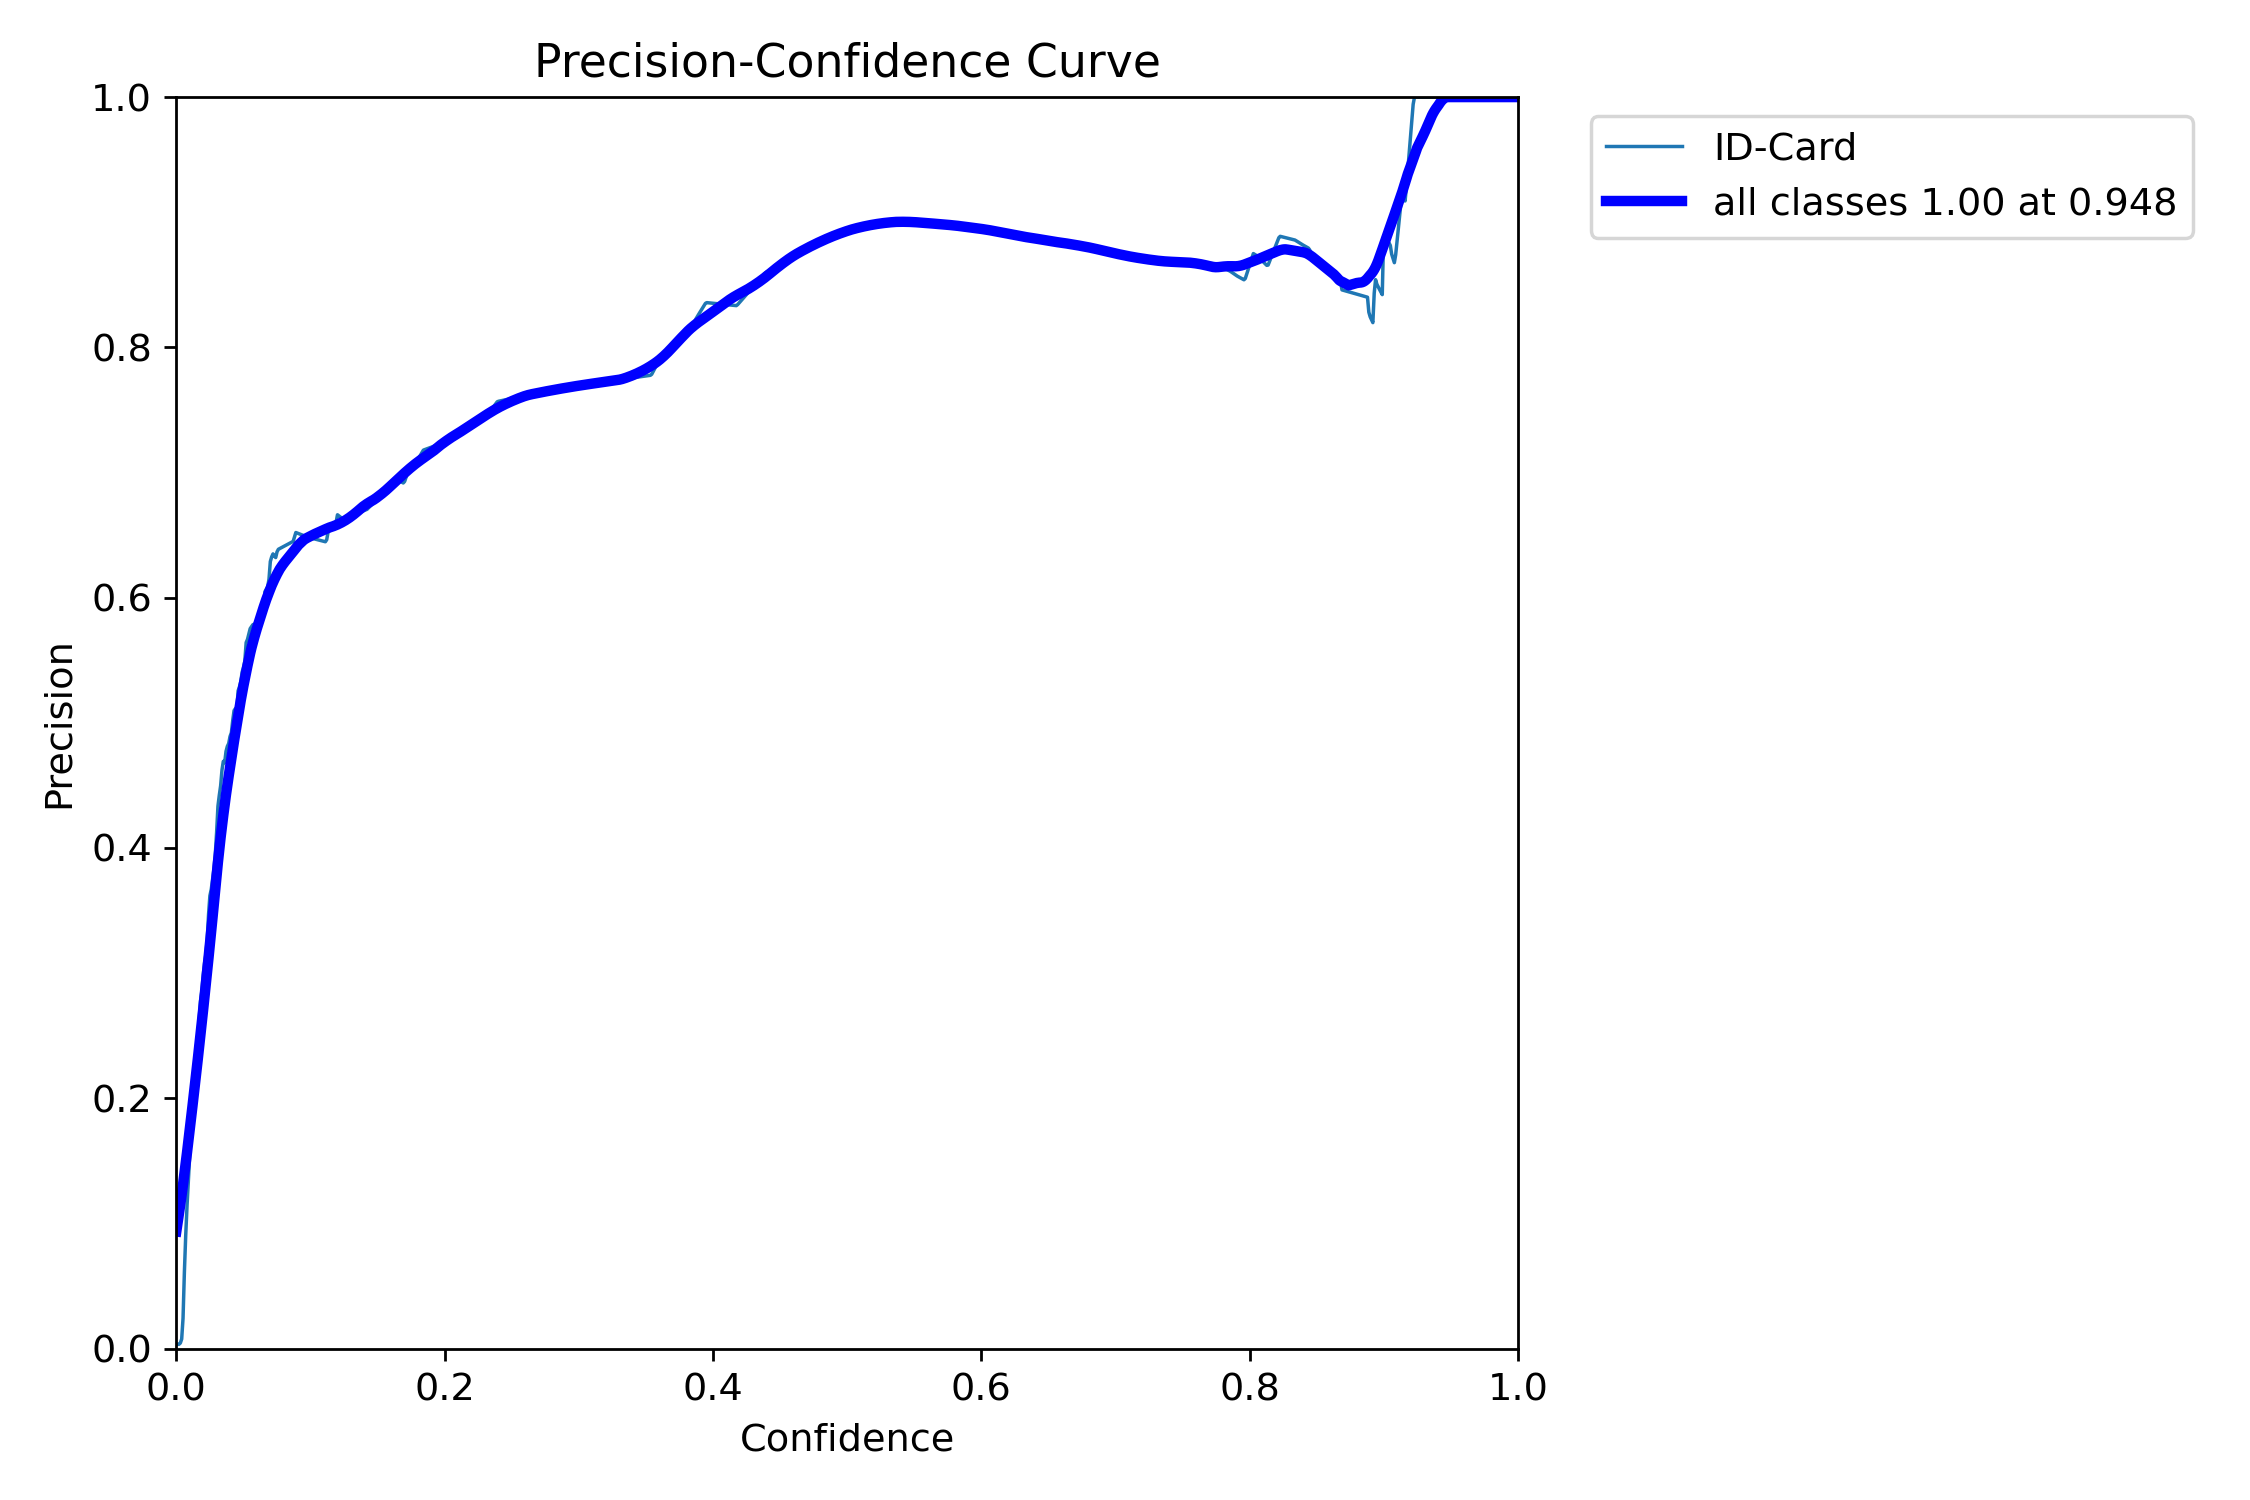 Precision-Confidence Curve
1.0
0.8
0.6
0.4
0.2
0.0
Precision
0.0 0.2 0.4 0.6 0.8 1.0
Confidence
ID-Card
all classes 1.00 at 0.948